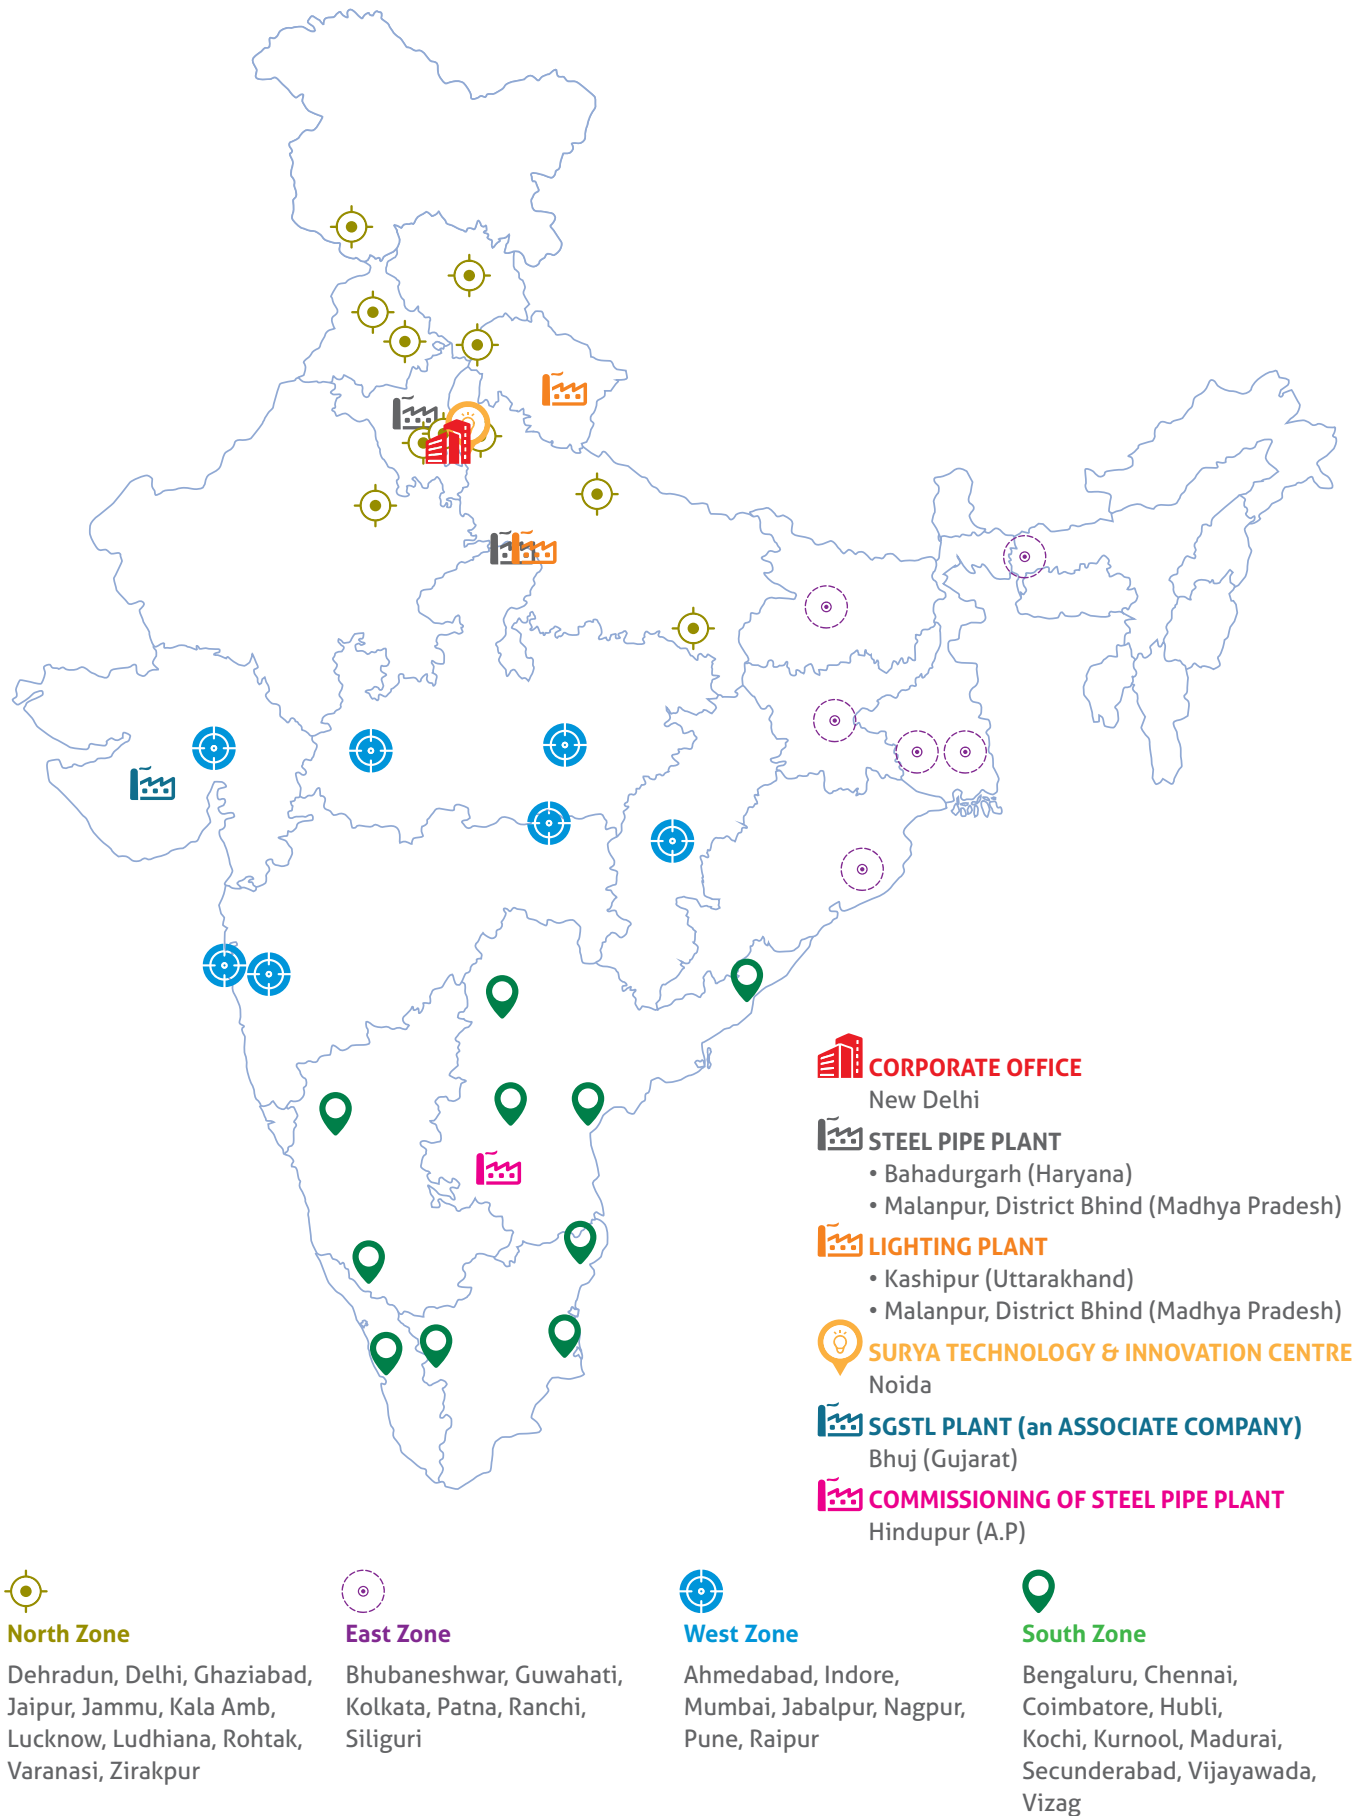 CORPORATE OFFICE
New Delhi
STEEL PIPE PLANT
• Bahadurgarh (Haryana)
• Malanpur, District Bhind (Madhya Pradesh)
LIGHTING PLANT
• Kashipur (Uttarakhand)
• Malanpur, District Bhind (Madhya Pradesh)
SURYA TECHNOLOGY & INNOVATION CENTRE
Noida
SGSTL PLANT (an ASSOCIATE COMPANY)
Bhuj (Gujarat)
COMMISSIONING OF STEEL PIPE PLANT
Hindupur (A.P)
North Zone
Dehradun, Delhi, Ghaziabad,
Jaipur, Jammu, Kala Amb,
Lucknow, Ludhiana, Rohtak,
Varanasi, Zirakpur
East Zone
Bhubaneshwar, Guwahati,
Kolkata, Patna, Ranchi,
Siliguri
West Zone
Ahmedabad, Indore,
Mumbai, Jabalpur, Nagpur,
Pune, Raipur
South Zone
Bengaluru, Chennai,
Coimbatore, Hubli,
Kochi, Kurnool, Madurai,
Secunderabad, Vijayawada,
Vizag